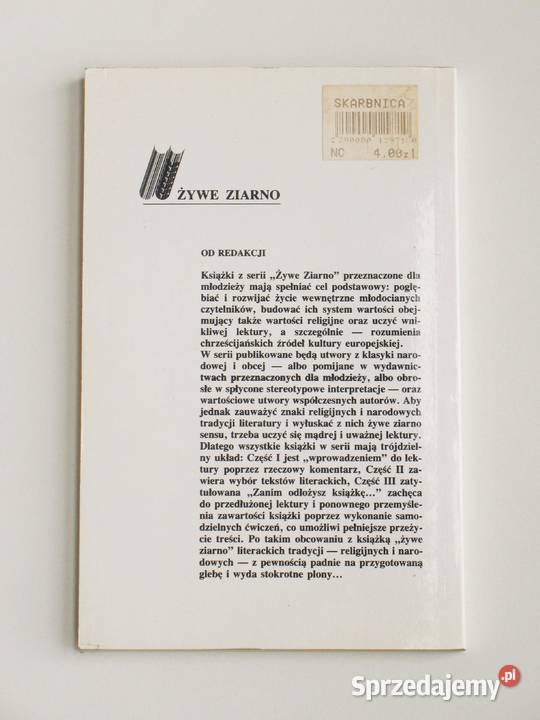 SKARBNICA
NC 4.00zł
ŻYWE ZIARNO
OD REDAKCJI
Książki z serii „Żywe Ziarno” przeznaczone dla
młodzieży mają spełniać cel podstawowy: pogłę-
biać i rozwijać życie wewnętrzne młodocianych
czytelników, budować ich system wartości obej-
mujący także wartości religijne oraz uczyć wni-
kliwej lektury, a szczególnie — rozumienia
chrześcijańskich źródeł kultury europejskiej.
W serii publikowane będą utwory z klasyki naro-
dowej i obcej — albo pomijane w wydawnic-
twach przeznaczonych dla młodzieży, albo obro-
słe w spłycone stereotypowe interpretacje — oraz
wartościowe utwory współczesnych autorów. Aby
jednak zauważyć znaki religijnych i narodowych
tradycji literatury i wyłuskać z nich żywe ziarno
sensu, trzeba uczyć się mądrej i uważnej lektury.
Dlatego wszystkie książki w serii mają trójdziel-
ny układ: Część I jest „wprowadzeniem” do lek-
tury poprzez rzeczowy komentarz, Część II za-
wiera wybór tekstów literackich, Część III zaty-
tułowana „Zanim odłożysz książkę...” zachęca
do przedłużonej lektury i ponownego przemyśle-
nia zawartości książki poprzez wykonanie samo-
dzielnych ćwiczeń, co umożliwi pełniejsze przeży-
cie treści. Po takim obcowaniu z książką „żywe
ziarno” literackich tradycji — religijnych i naro-
dowych — z pewnością padnie na przygotowaną
glebę i wyda stokrotne plony...
Sprzedajemy.pl